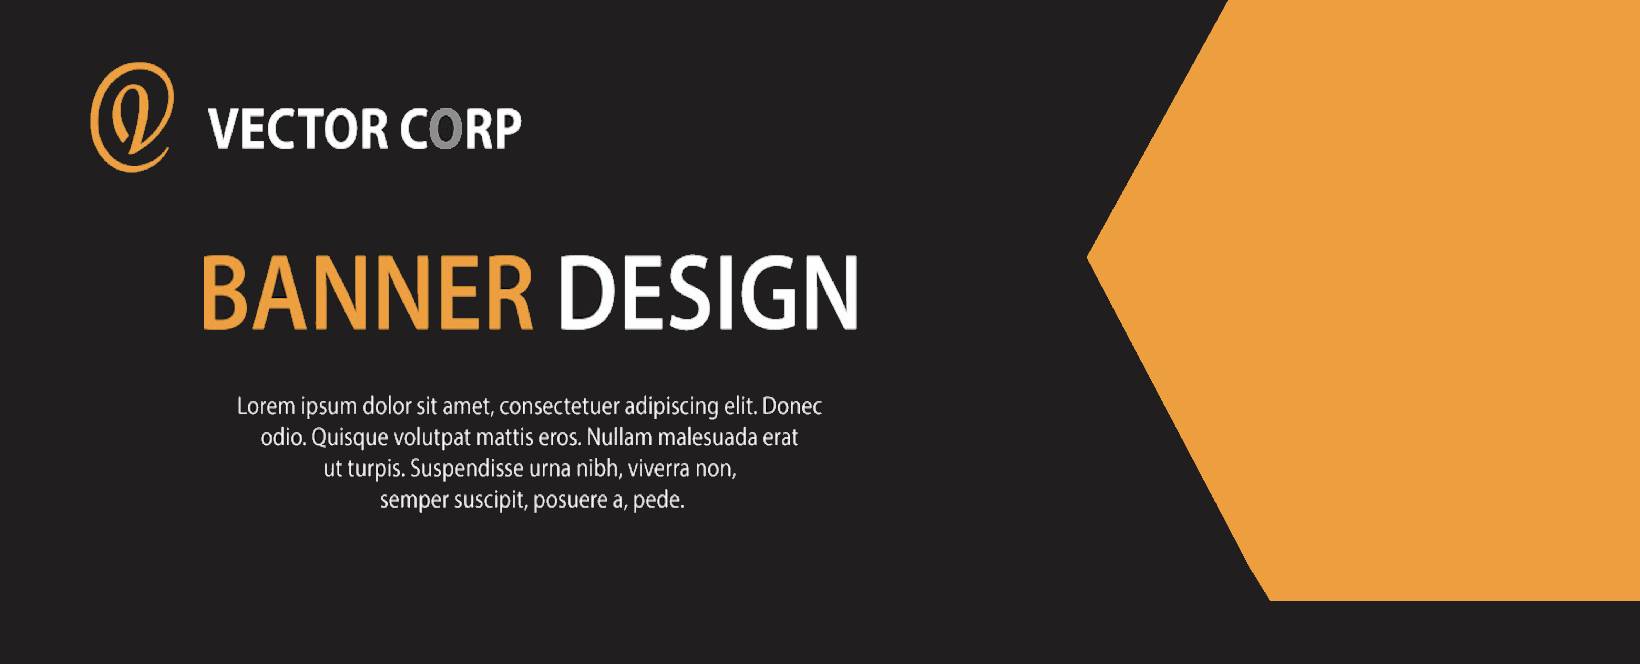 VECTOR CORP
BANNER DESIGN
Lorem ipsum dolor sit amet, consectetuer adipiscing elit. Donec
odio. Quisque volutpat mattis eros. Nullam malesuada erat
ut turpis. Suspendisse urna nibh, viverra non,
semper suscipit, posuere a, pede.